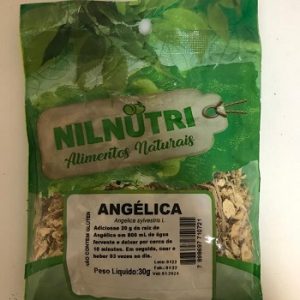 NILNUTRI
Alimentos Naturais
ANGÉLICA
Angelica sylvestris L.
Adicione 20 g da raiz de
Angélica em 800 mL de água
fervente e deixar por cerca de
10 minutos. Em seguida, coar e
beber 03 vezes ao dia.
Peso Líquido:30g
NÃO CONTEM GLÚTEN